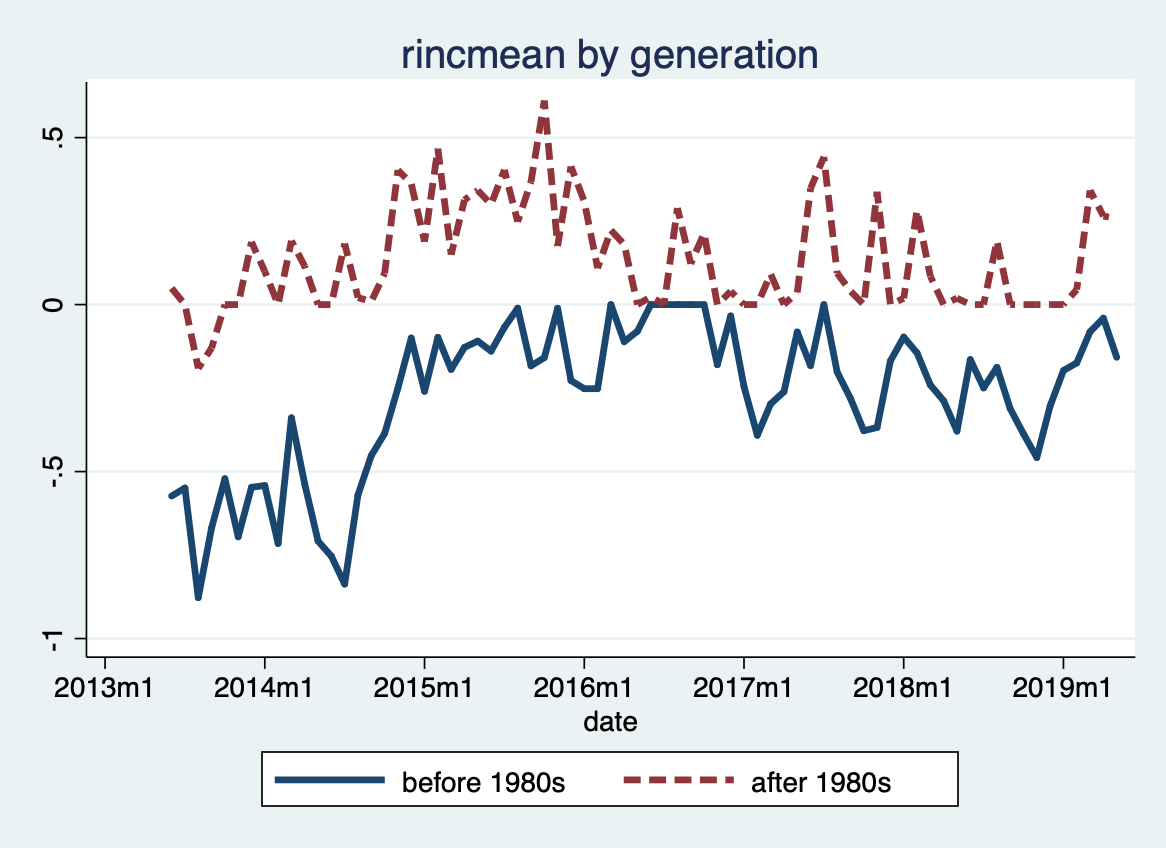 rincmean by generation
.5
0
-.5
-1
2013m1 2014m1 2015m1 2016m1 2017m1 2018m1 2019m1
date
before 1980s after 1980s